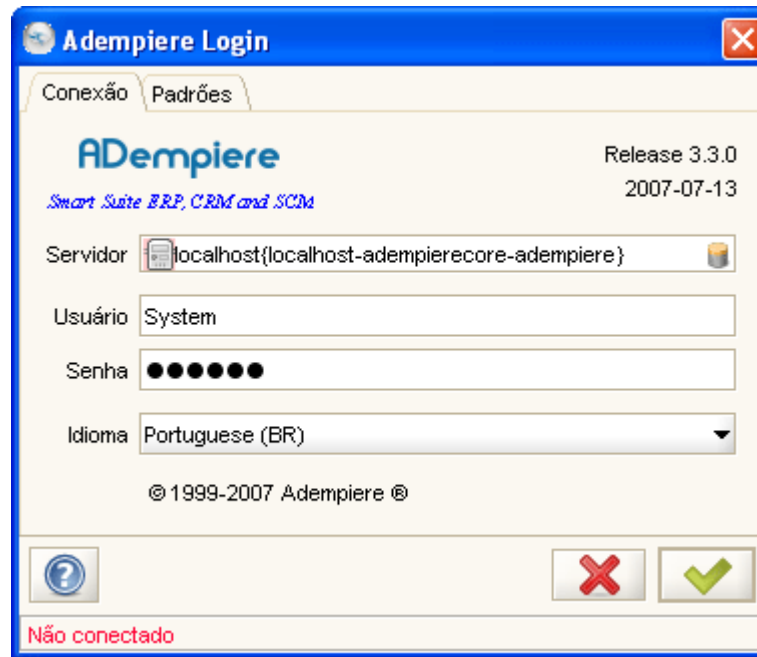 Adempiere Login
Conexão Padrões
ADempiere
Release 3.3.0
Smart Suite ERP, CRM and SCM
2007-07-13
Servidor localhost{localhost-adempierecore-adempiere}
Usuário System
Senha ●●●●●●
Idioma Portuguese (BR)
©1999-2007 Adempiere ®
Não conectado